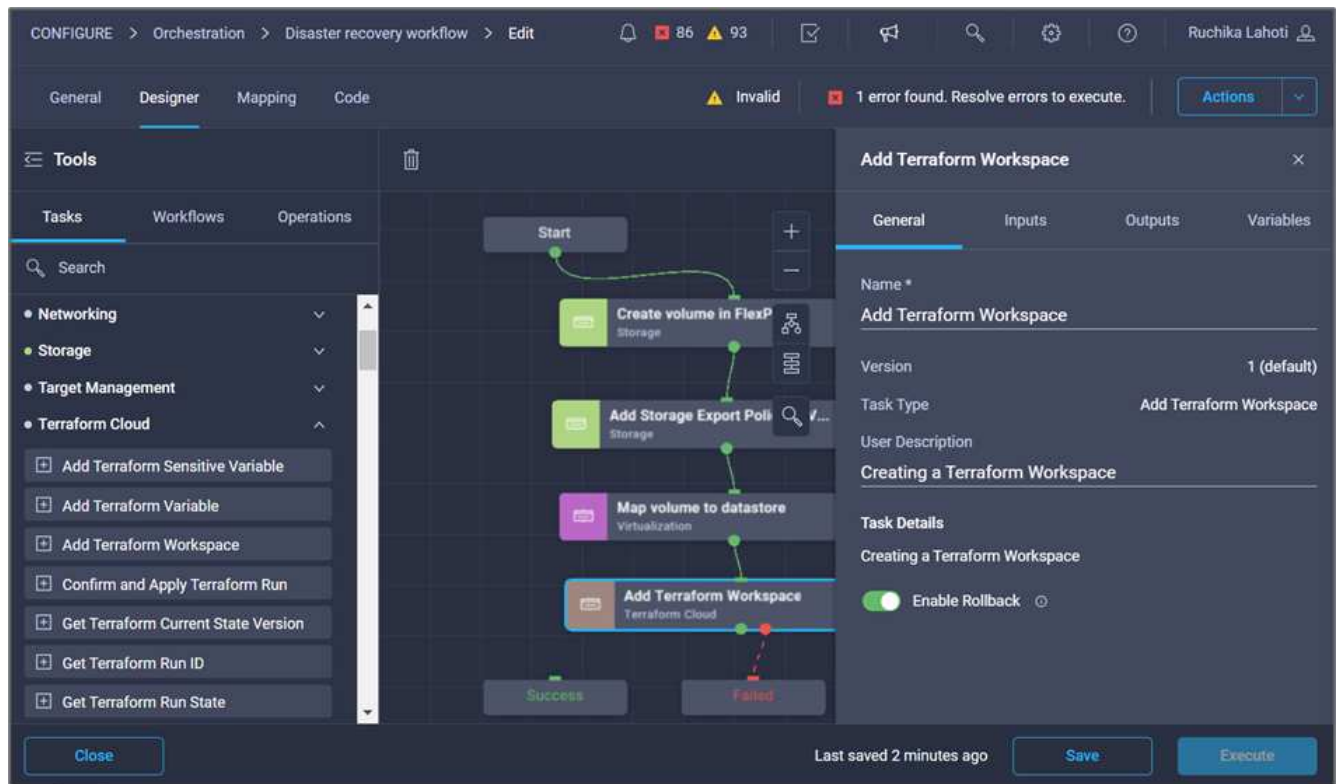 CONFIGURE > Orchestration > Disaster recovery workflow > Edit 86 93 Ruchika Lahoti
General Designer Mapping Code Invalid 1 error found. Resolve errors to execute. Actions
Tools
Tasks Workflows Operations
Search
Networking
Storage
Target Management
Terraform Cloud
Add Terraform Sensitive Variable
Add Terraform Variable
Add Terraform Workspace
Confirm and Apply Terraform Run
Get Terraform Current State Version
Get Terraform Run ID
Get Terraform Run State
Start
Create volume in FlexP
Storage
Add Storage Export Poli V...
Storage
Map volume to datastore
Virtualization
Add Terraform Workspace
Terraform Cloud
Success Failed
Add Terraform Workspace
General Inputs Outputs Variables
Name *
Add Terraform Workspace
Version 1 (default)
Task Type Add Terraform Workspace
User Description
Creating a Terraform Workspace
Task Details
Creating a Terraform Workspace
Enable Rollback
Close Last saved 2 minutes ago Save Execute